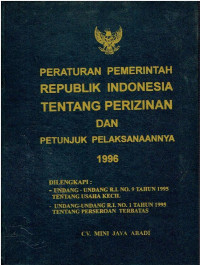 PERATURAN PEMERINTAH
REPUBLIK INDONESIA
TENTANG PERIZINAN
DAN
PETUNJUK PELAKSANAANNYA
1996
DILENGKAPI :
- UNDANG - UNDANG R.I. NO. 9 TAHUN 1995
TENTANG USAHA KECIL
- UNDANG-UNDANG R.I. NO. 1 TAHUN 1995
TENTANG PERSEROAN TERBATAS
CV. MINI JAYA ABADI